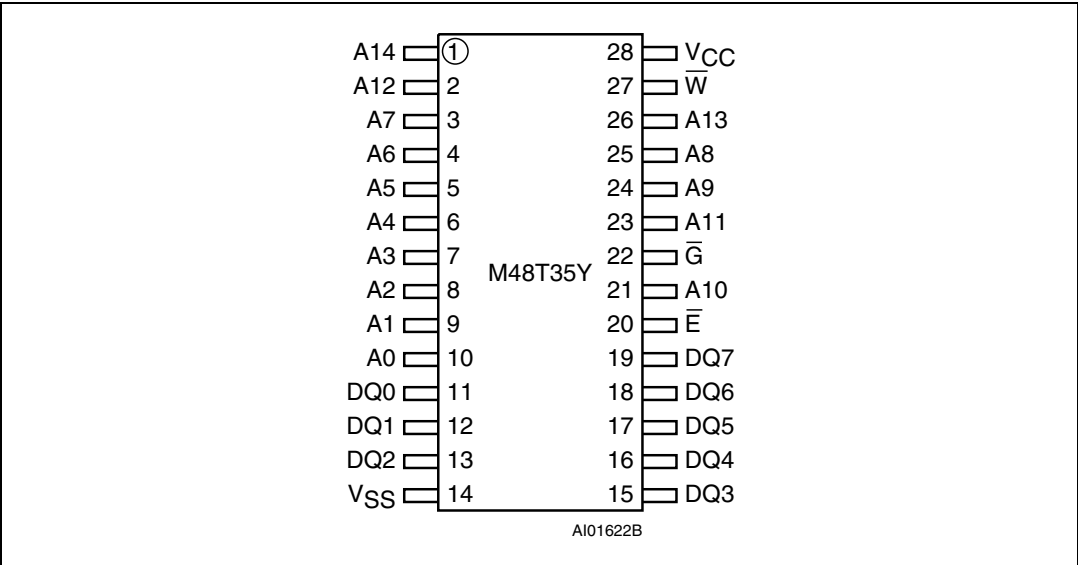 A14 ① 28 VCC
A12 2 27 W̅
A7 3 26 A13
A6 4 25 A8
A5 5 24 A9
A4 6 23 A11
A3 7 22 G̅
M48T35Y
A2 8 21 A10
A1 9 20 E̅
A0 10 19 DQ7
DQ0 11 18 DQ6
DQ1 12 17 DQ5
DQ2 13 16 DQ4
VSS 14 15 DQ3
AI01622B